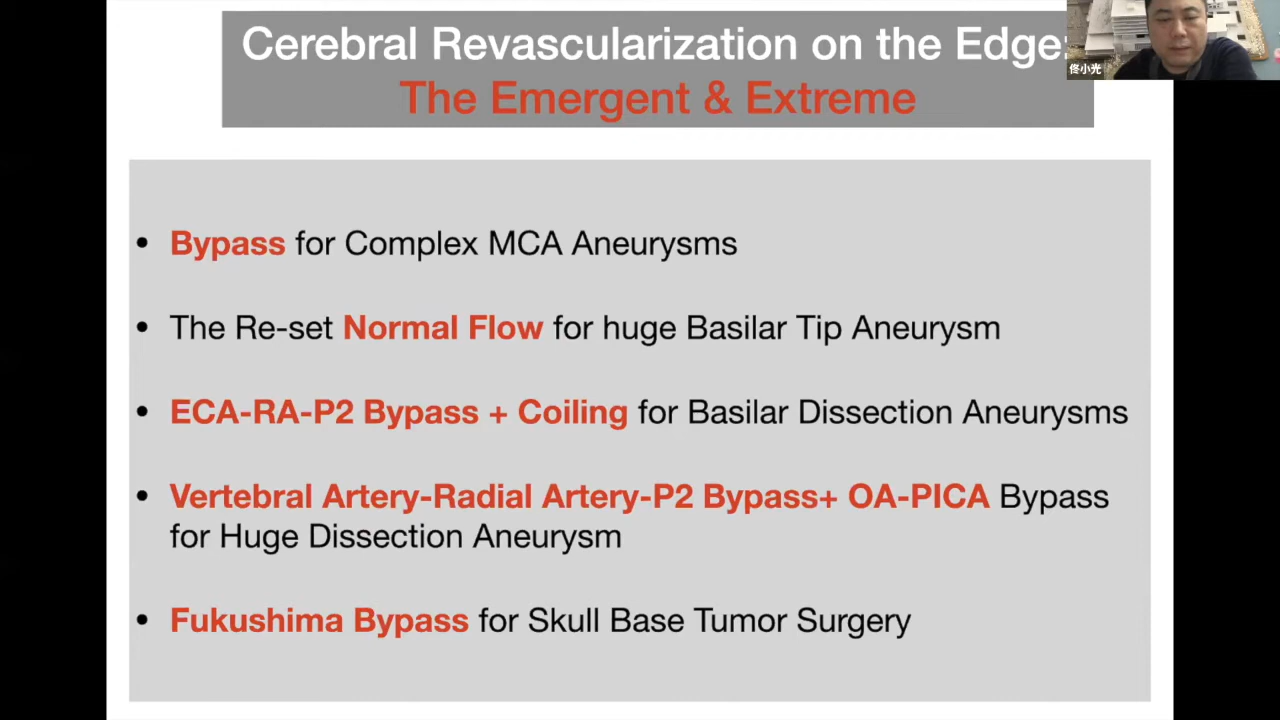 Cerebral Revascularization on the Edge:
The Emergent & Extreme
佟小光
• Bypass for Complex MCA Aneurysms
• The Re-set Normal Flow for huge Basilar Tip Aneurysm
• ECA-RA-P2 Bypass + Coiling for Basilar Dissection Aneurysms
• Vertebral Artery-Radial Artery-P2 Bypass+ OA-PICA Bypass
for Huge Dissection Aneurysm
• Fukushima Bypass for Skull Base Tumor Surgery